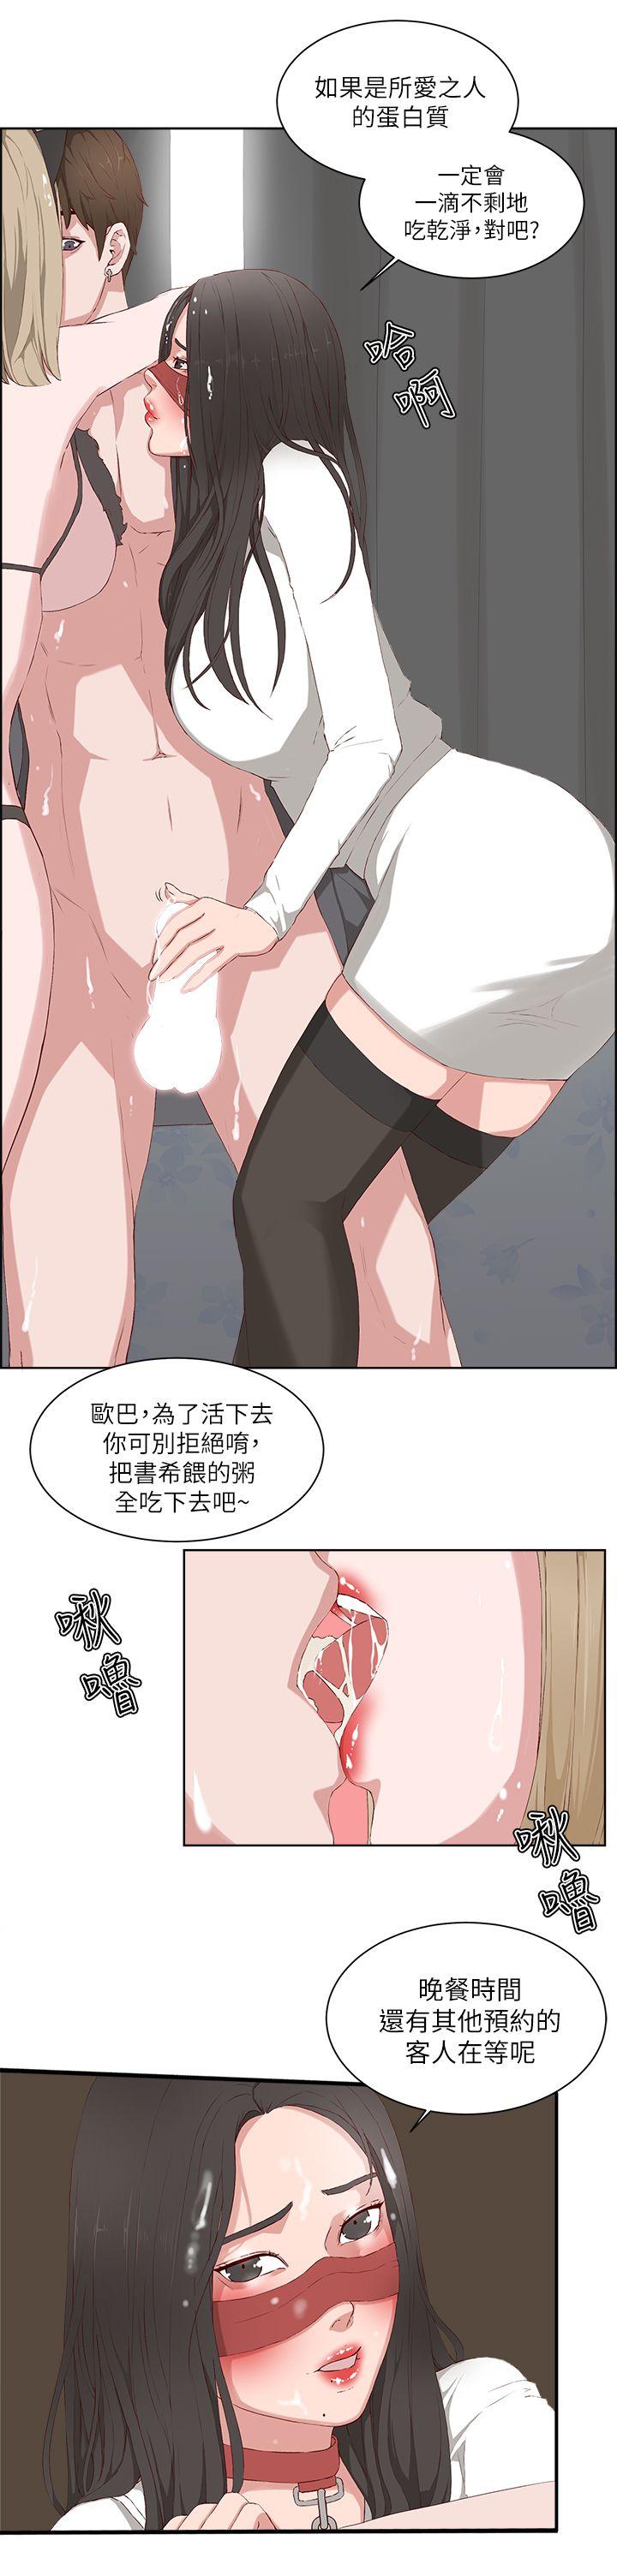 如果是所愛之人
的蛋白質
一定會
一滴不剩地
吃乾淨，對吧?
哈
啊
歐巴，為了活下去
你可別拒絕唷，
把書希餵的粥
全吃下去吧~
啾
嚕
啾
嚕
晚餐時間
還有其他預約的
客人在等呢